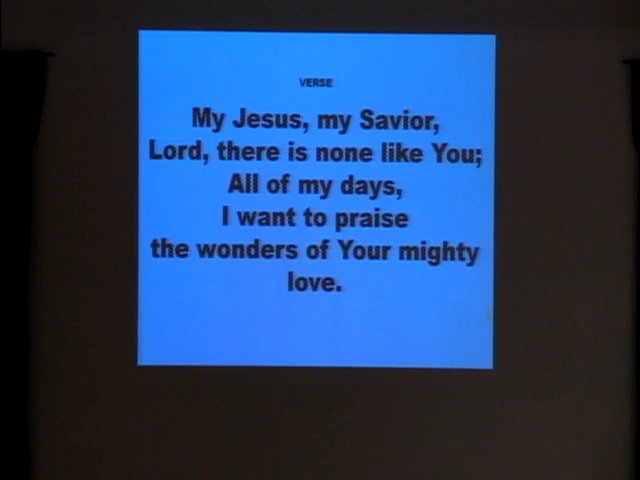 VERSE
My Jesus, my Savior,
Lord, there is none like You;
All of my days,
I want to praise
the wonders of Your mighty
love.